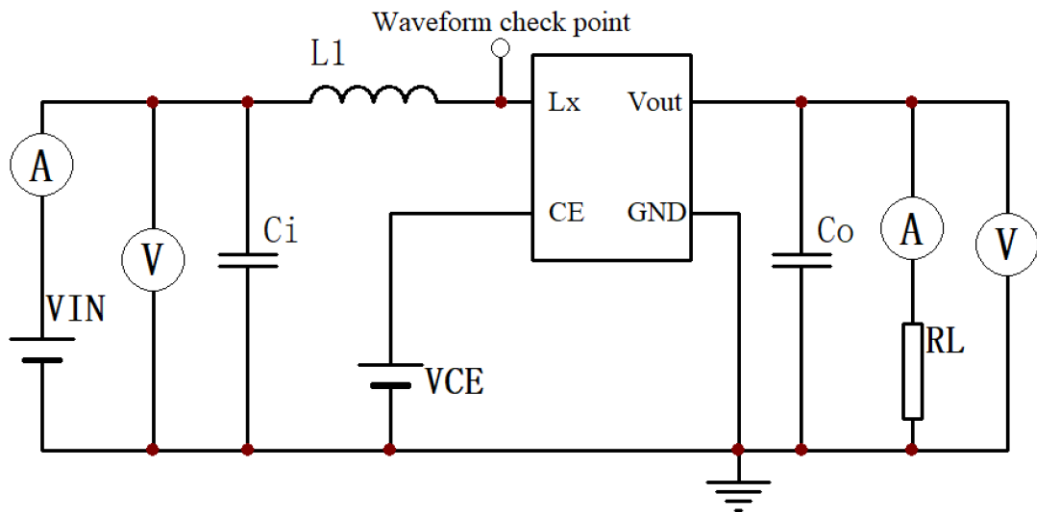 Waveform check point
L1
Lx
Vout
A
CE
GND
Ci
Co
A
V
V
VIN
RL
VCE